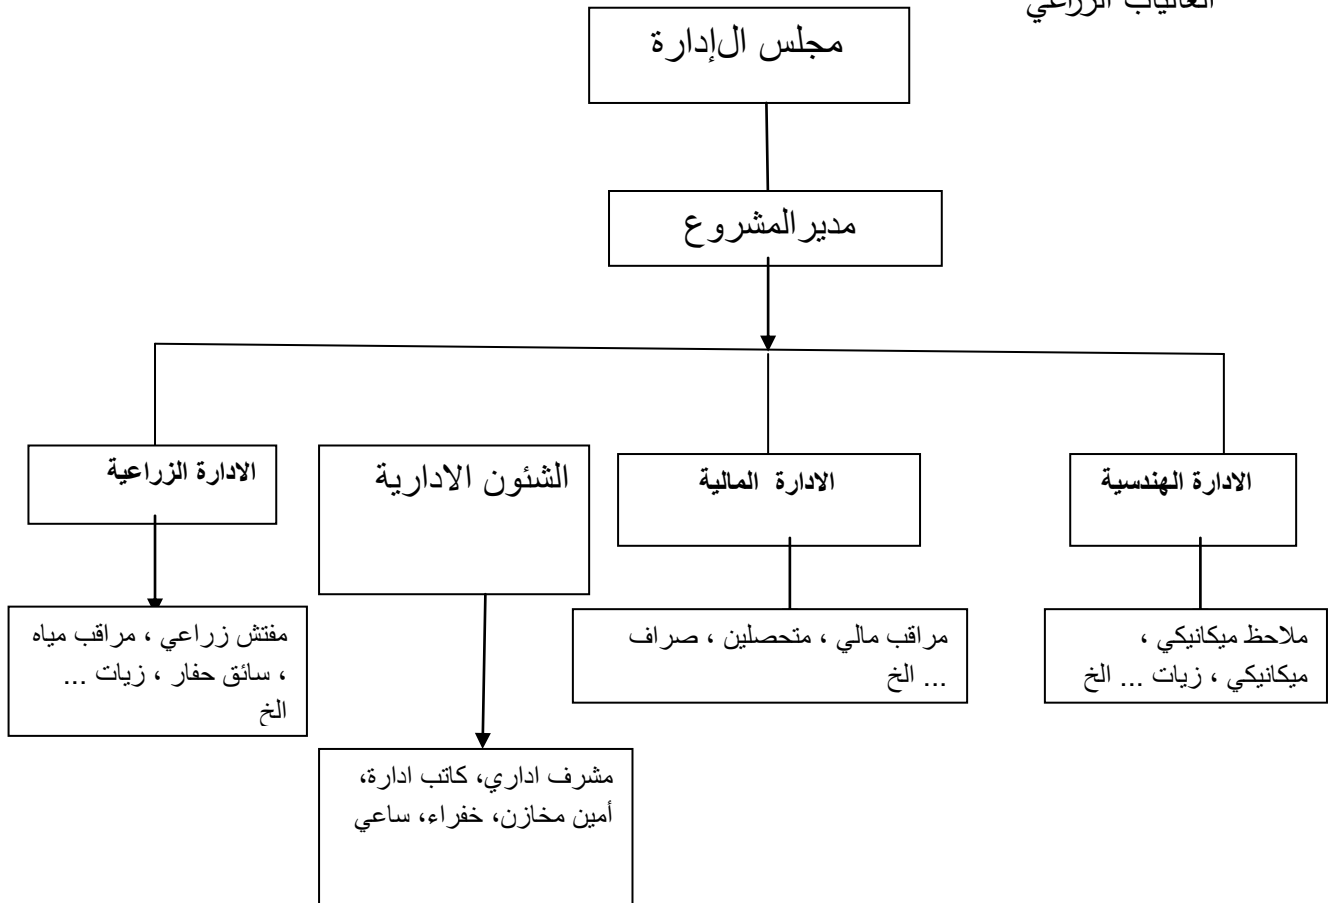 الزراعي
مجلس الإدارة
مدير المشروع
الادارة الهندسية
الادارة المالية
الشئون الادارية
الادارة الزراعية
ملاحظ ميكانيكي ،
ميكانيكي ، زيات ... الخ
مراقب مالي ، متحصلين ، صراف
... الخ
مفتش زراعي ، مراقب مياه
، سائق حفار ، زيات ...
الخ
مشرف اداري، كاتب ادارة،
أمين مخازن، خفراء، ساعي